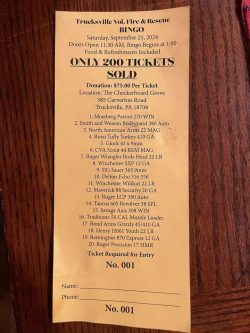 Trucksville Vol. Fire & Rescue
BINGO
Saturday, September 21, 2024
Doors Open 11:30 AM, Bingo Begins at 1:00
Food & Refreshments Included
ONLY 200 TICKETS
SOLD
Donation: $75.00 Per Ticket
Location: The Checkerboard Grove
385 Carverton Road
Trucksville, PA 18708
1. Mossberg Patriot 270 WIN
2. Smith and Wesson Bodyguard 380 Auto
3. North American Arms 22 MAG
4. Rossi Tuffy Turkey 410 GA
5. Glock 43 x 9mm
6. CVA Scout 44 REM MAG
7. Ruger Wrangler Birds Head 22 LR
8. Winchester SXP 12 GA
9. SIG Sauer 365 9mm
10. Delton Echo 316 556
11. Winchester Wildcat 22 LR
12. Maverick 88 Security 20 GA
13. Ruger LCP 380 Auto
14. Taurus 605 Revolver 38 SPL
15. Savage Axis 308 WIN
16. Traditions 50 CAL Muzzle Loader
17. Bond Arms Grizzly 45/410 GA
18. Henry H001 Youth 22 LR
19. Remington 870 Express 12 GA
20. Ruger Precision 17 HMR
Ticket Required for Entry
No. 001
Name:
Phone:
No. 001